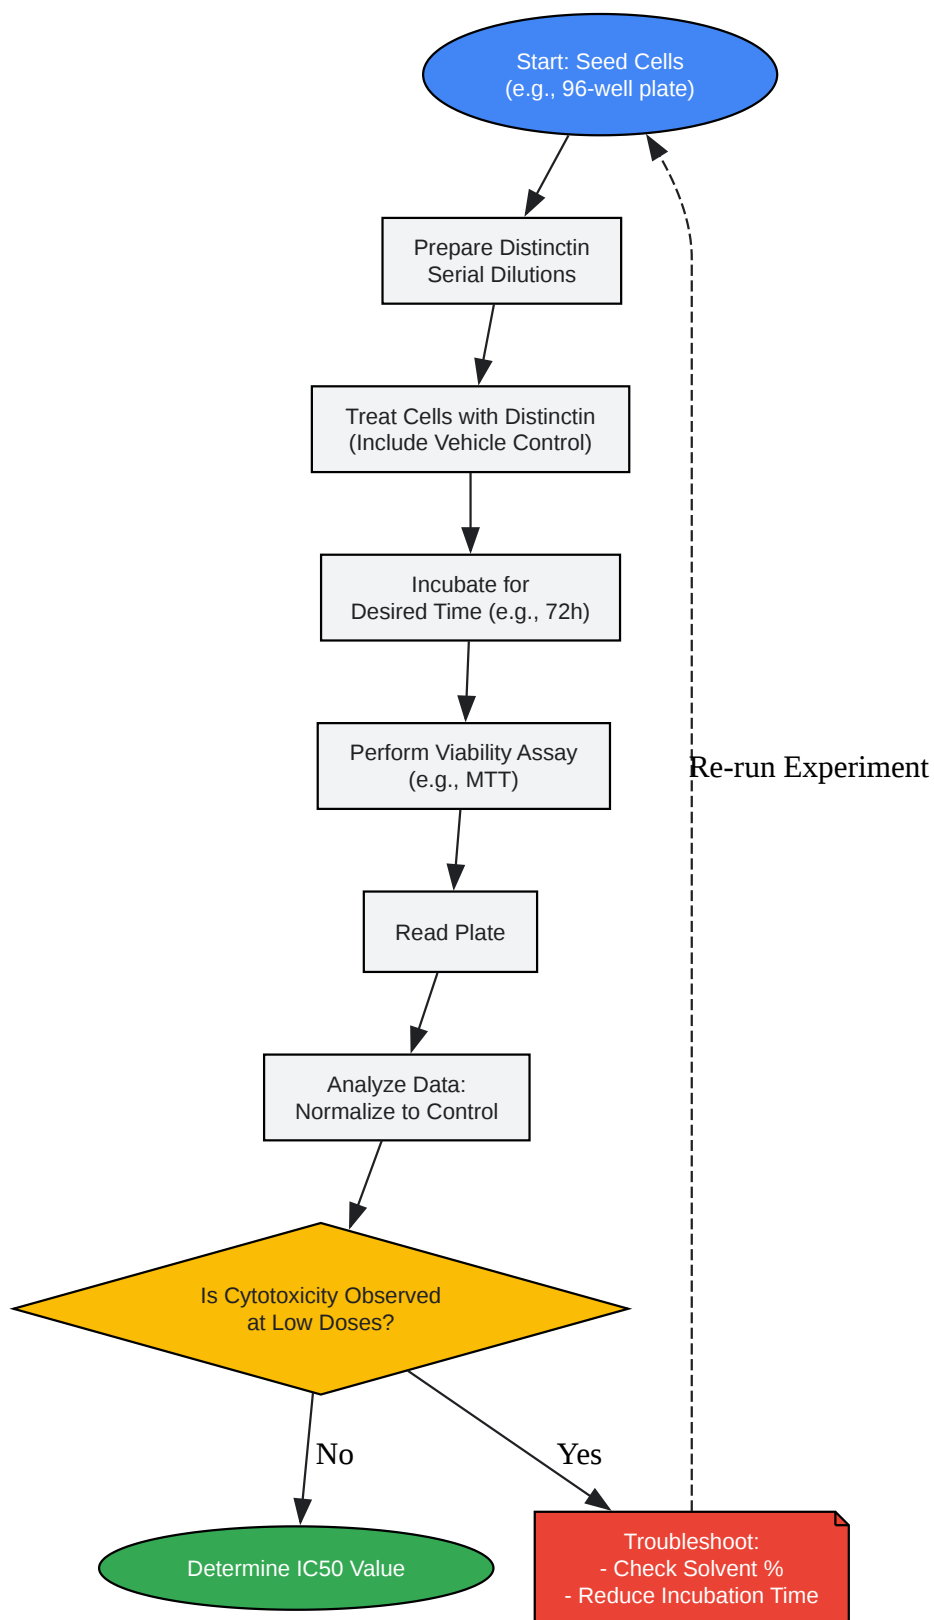 Start: Seed Cells
(e.g., 96-well plate)
Prepare Distinctin
Serial Dilutions
Treat Cells with Distinctin
(Include Vehicle Control)
Incubate for
Desired Time (e.g., 72h)
Perform Viability Assay
(e.g., MTT)
Re-run Experiment
Read Plate
Analyze Data:
Normalize to Control
Is Cytotoxicity Observed
at Low Doses?
No
Yes
Determine IC50 Value
Troubleshoot:
- Check Solvent %
- Reduce Incubation Time